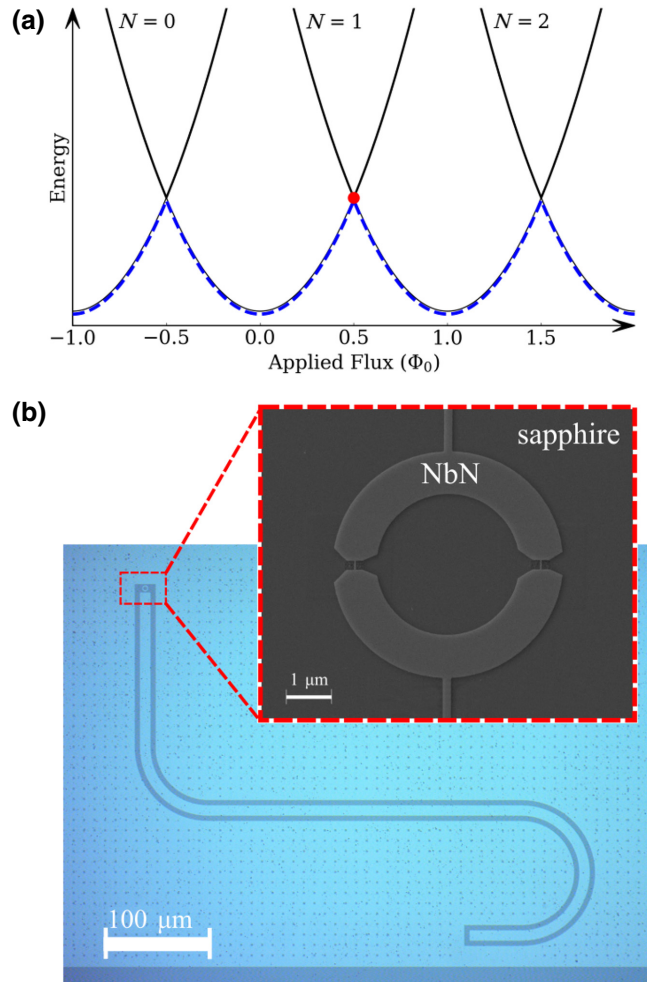 (a)
N = 0
N = 1
N = 2
Energy
−1.0
−0.5
0.0
0.5
1.0
1.5
Applied Flux (Φ₀)
(b)
sapphire
NbN
1 μm
100 μm